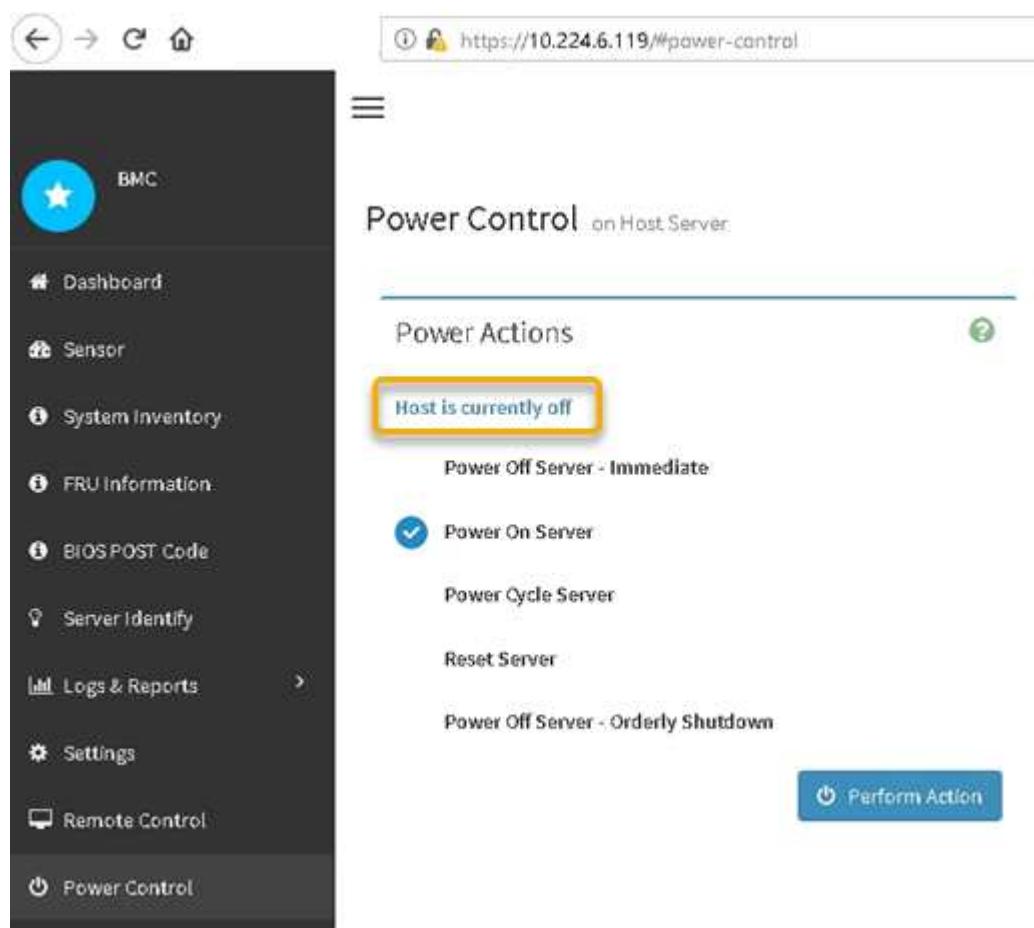 https://10.224.6.119/#power-control
BMC
Power Control on Host Server
Dashboard
Power Actions
Sensor
Host is currently off
System Inventory
Power Off Server - Immediate
FRU Information
Power On Server
BIOS POST Code
Power Cycle Server
Server Identify
Reset Server
Logs & Reports
Power Off Server - Orderly Shutdown
Settings
Perform Action
Remote Control
Power Control